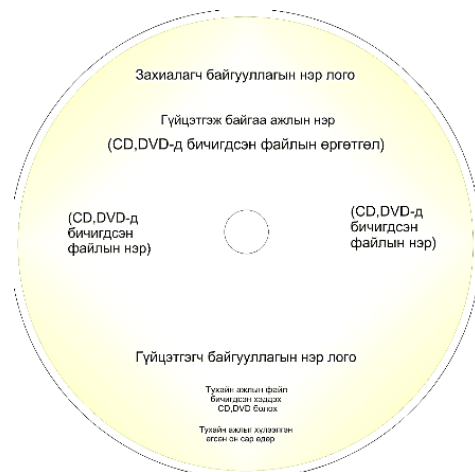 Захиалагч байгууллагын нэр лого
Гүйцэтгэж байгаа ажлын нэр
(CD,DVD-д бичигдсэн файлын өргөтгөл)
(CD,DVD-д
бичигдсэн
файлын нэр)
(CD,DVD-д
бичигдсэн
файлын нэр)
Гүйцэтгэгч байгууллагын нэр лого
Тухайн ажлын файл
бичигдсэн хэддэх
CD,DVD болох
Тухайн ажлыг хүлээлгэн
өгсөн он сар өдөр